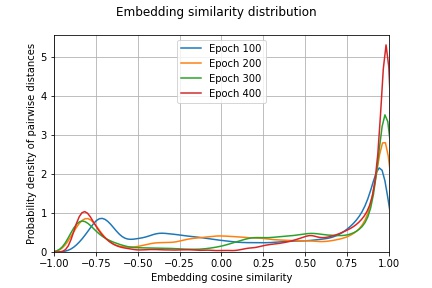 Embedding similarity distribution
Probability density of pairwise distances
5
4
3
2
1
0
Epoch 100
Epoch 200
Epoch 300
Epoch 400
−1.00 −0.75 −0.50 −0.25 0.00 0.25 0.50 0.75 1.00
Embedding cosine similarity